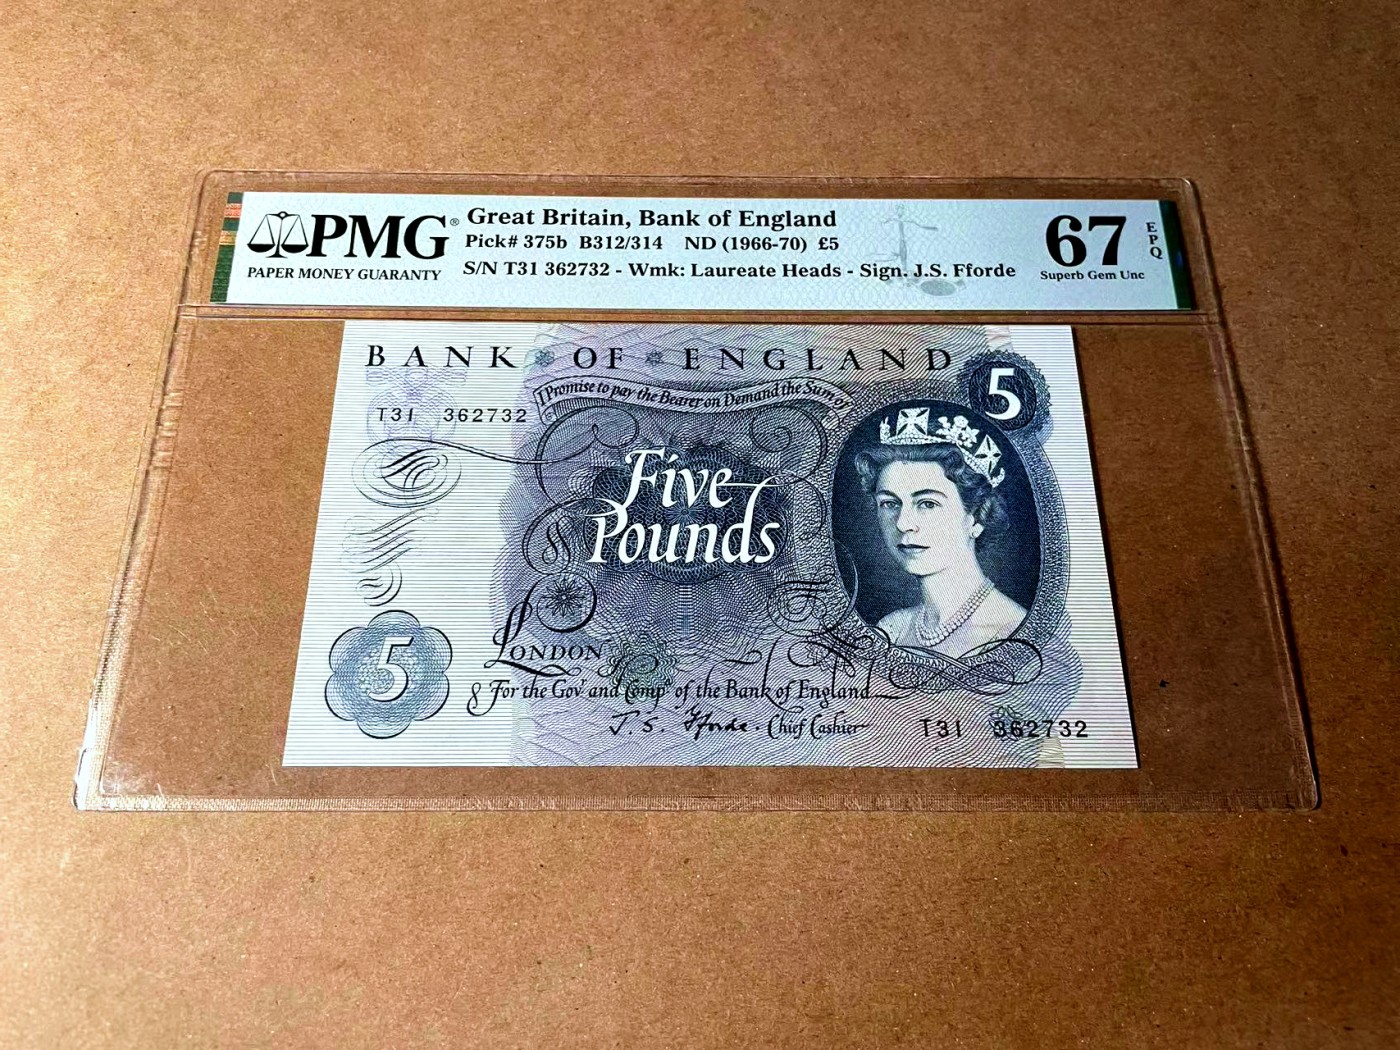 PMG®
PAPER MONEY GUARANTY
Great Britain, Bank of England
Pick# 375b B312/314 ND (1966-70) £5
S/N T31 362732 - Wmk: Laureate Heads - Sign. J.S. Fforde
67
EPQ
Superb Gem Unc
BANK OF ENGLAND
5
I Promise to pay the Bearer on Demand the Sum of
T31 362732
Five
Pounds
LONDON
5
For the Govr and Compa of the Bank of England
J. S. Fforde. Chief Cashier
T31 362732